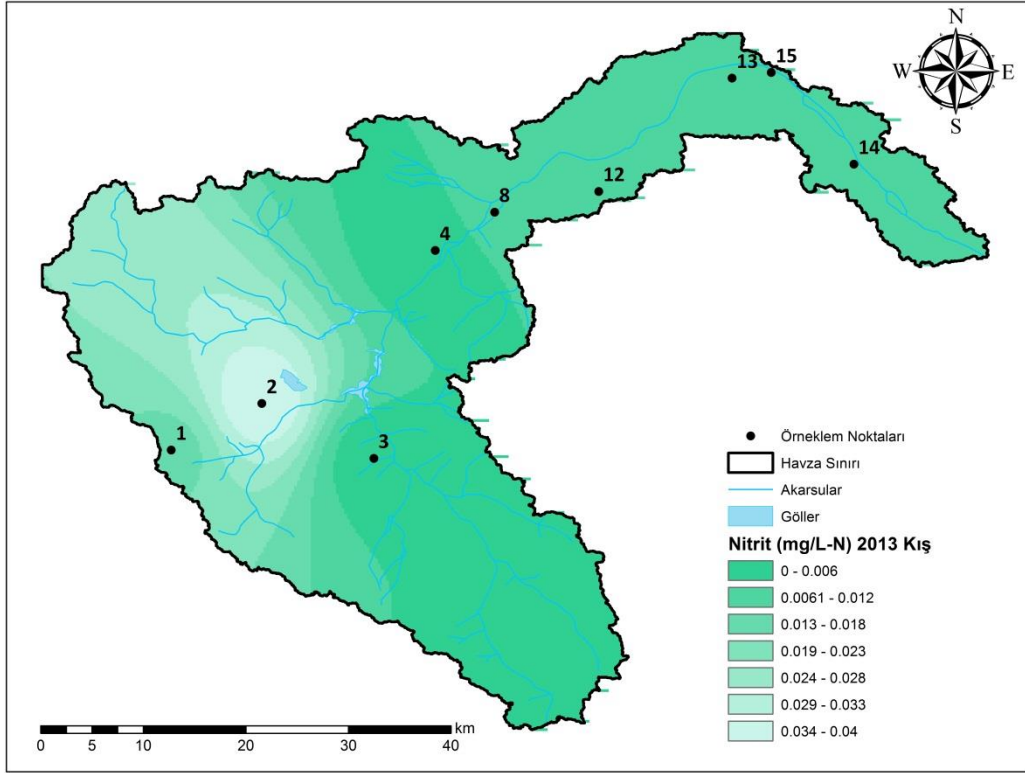 N
W E
S
13
15
14
12
8
4
2
1
3
Örneklem Noktaları
Havza Sınırı
Akarsular
Göller
Nitrit (mg/L-N) 2013 Kış
0 - 0.006
0.0061 - 0.012
0.013 - 0.018
0.019 - 0.023
0.024 - 0.028
0.029 - 0.033
0.034 - 0.04
km
0 5 10 20 30 40